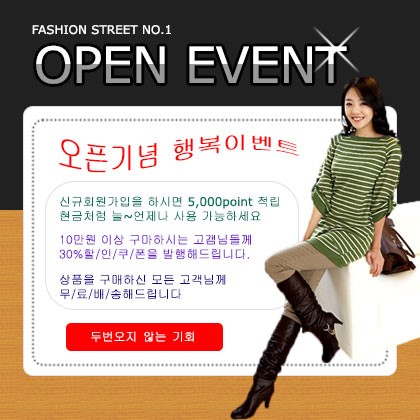 FASHION STREET NO.1
OPEN EVENT
오픈기념 행복이벤트
신규회원가입을 하시면 5,000point 적립
현금처럼 늘~언제나 사용 가능하세요
10만원 이상 구마하시는 고갬님들께
30%할/인/쿠/폰을 발행해드립니다.
상품을 구매하신 모든 고객님께
무/료/배/송해드립니다
두번오지 않는 기회